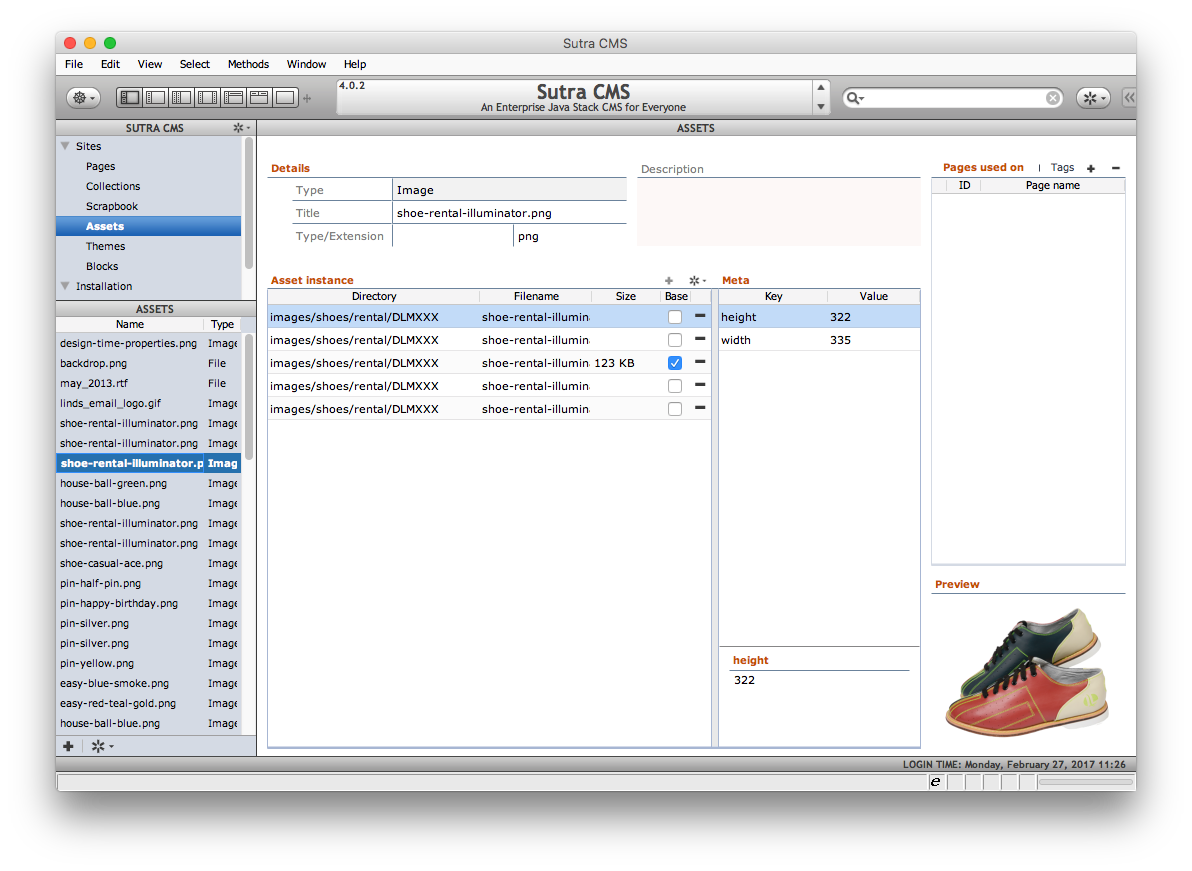 Sutra CMS
File Edit View Select Methods Window Help
4.0.2
Sutra CMS
An Enterprise Java Stack CMS for Everyone
SUTRA CMS
Sites
Pages
Collections
Scrapbook
Assets
Themes
Blocks
Installation
ASSETS
Name Type
design-time-properties.png Image
backdrop.png File
may_2013.rtf File
linds_email_logo.gif Image
shoe-rental-illuminator.png Image
shoe-rental-illuminator.png Image
shoe-rental-illuminator.p Imag
house-ball-green.png Image
house-ball-blue.png Image
shoe-rental-illuminator.png Image
shoe-rental-illuminator.png Image
shoe-casual-ace.png Image
pin-half-pin.png Image
pin-happy-birthday.png Image
pin-silver.png Image
pin-silver.png Image
pin-yellow.png Image
easy-blue-smoke.png Image
easy-red-teal-gold.png Image
house-ball-blue.png Image
ASSETS
Details
Type Image
Title shoe-rental-illuminator.png
Type/Extension png
Description
Asset instance
Directory Filename Size Base
images/shoes/rental/DLMXXX shoe-rental-illumin
images/shoes/rental/DLMXXX shoe-rental-illumin
images/shoes/rental/DLMXXX shoe-rental-illumin 123 KB
images/shoes/rental/DLMXXX shoe-rental-illumin
images/shoes/rental/DLMXXX shoe-rental-illumin
Meta
Key Value
height 322
width 335
height
322
Pages used on Tags
ID Page name
Preview
LOGIN TIME: Monday, February 27, 2017 11:26
e